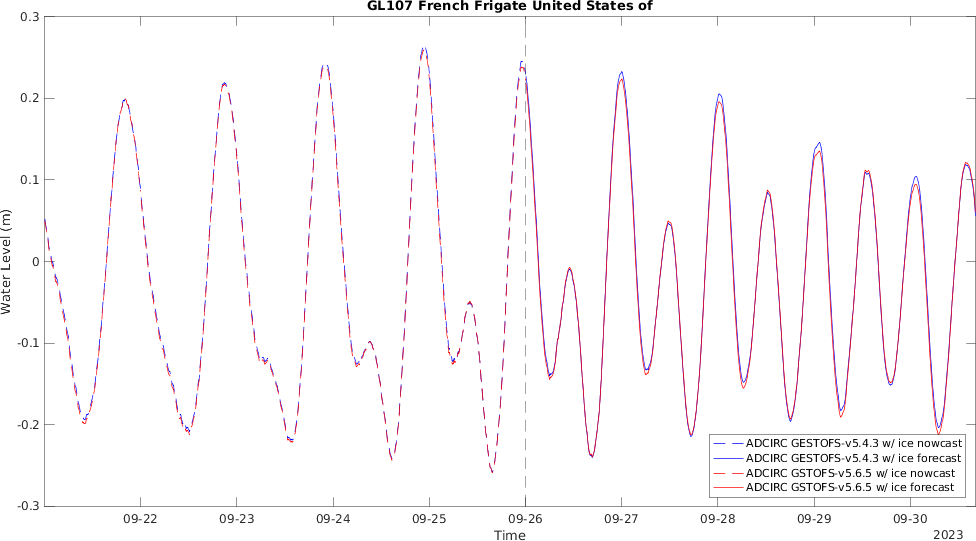 GL107 French Frigate United States of
0.3
0.2
0.1
0
-0.1
-0.2
-0.3
Water Level (m)
09-22 09-23 09-24 09-25 09-26 09-27 09-28 09-29 09-30
Time
2023
ADCIRC GESTOFS-v5.4.3 w/ ice nowcast
ADCIRC GESTOFS-v5.4.3 w/ ice forecast
ADCIRC GSTOFS-v5.6.5 w/ ice nowcast
ADCIRC GSTOFS-v5.6.5 w/ ice forecast